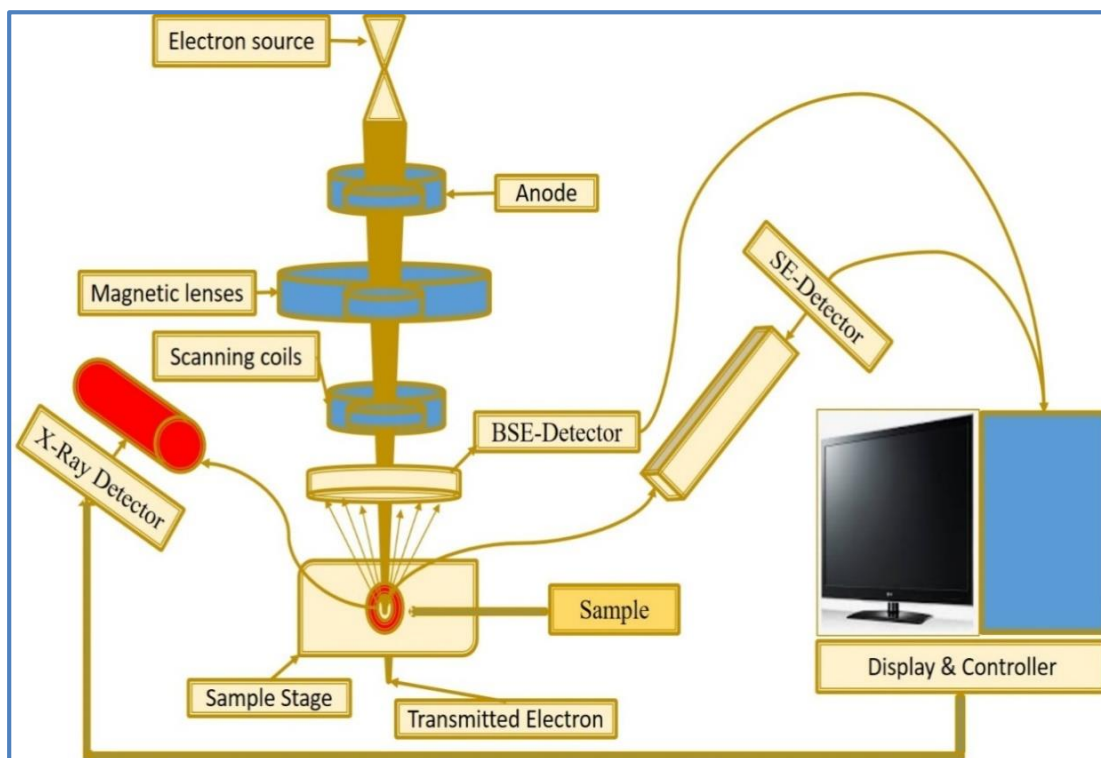 Electron source
Anode
Magnetic lenses
SE-Detector
Scanning coils
BSE-Detector
X-Ray Detector
Sample
Display & Controller
Sample Stage
Transmitted Electron